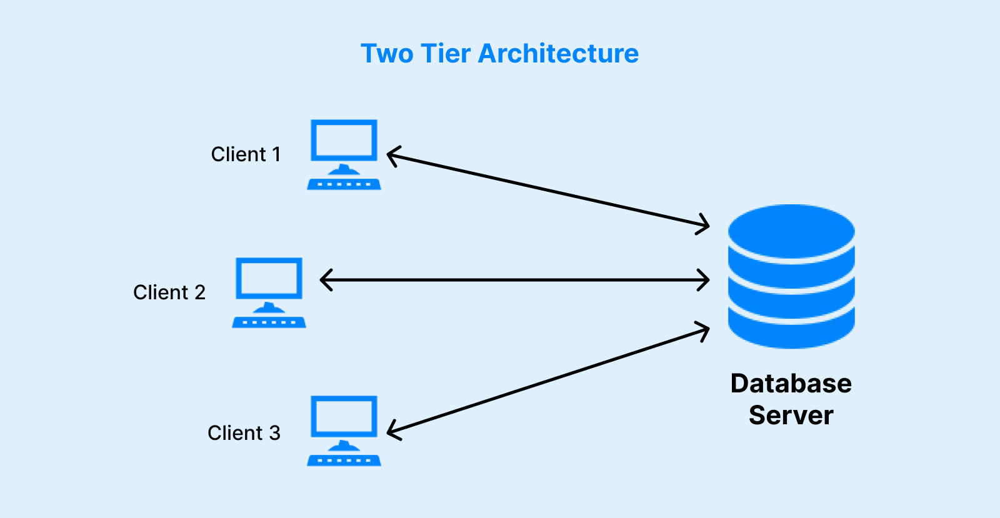 Two Tier Architecture
Client 1
Client 2
Client 3
Database
Server